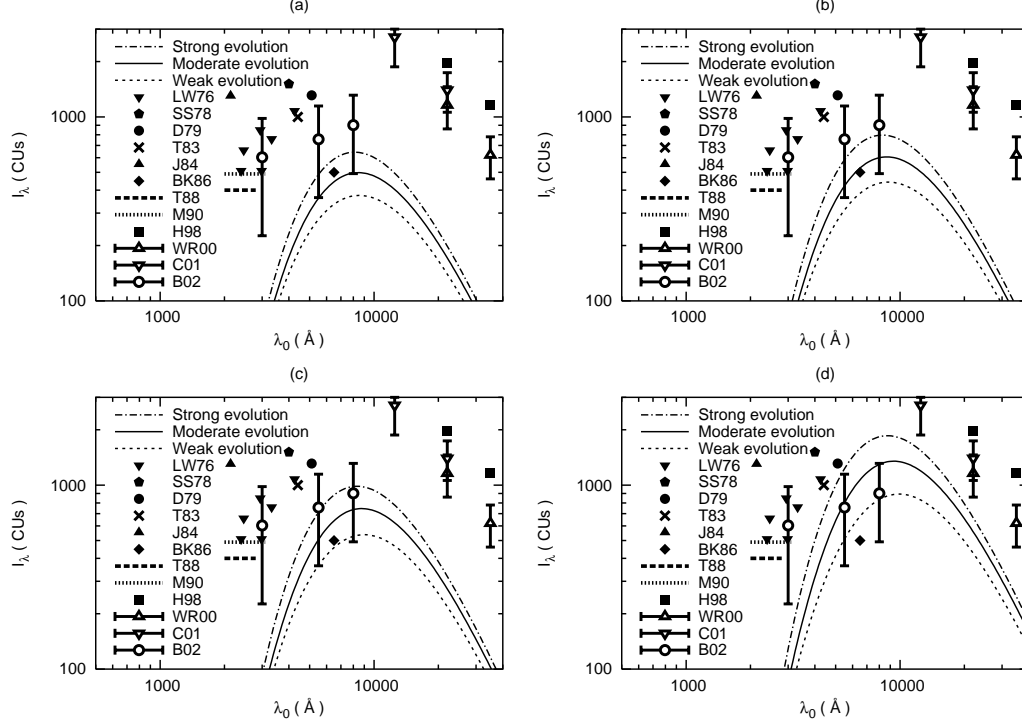 (a)
I_λ ( CUs )
1000
100
Strong evolution
Moderate evolution
Weak evolution
LW76
SS78
D79
T83
J84
BK86
T88
M90
H98
WR00
C01
B02
1000 10000
λ_0 ( Å )
(b)
I_λ ( CUs )
1000
100
Strong evolution
Moderate evolution
Weak evolution
LW76
SS78
D79
T83
J84
BK86
T88
M90
H98
WR00
C01
B02
1000 10000
λ_0 ( Å )
(c)
I_λ ( CUs )
1000
100
Strong evolution
Moderate evolution
Weak evolution
LW76
SS78
D79
T83
J84
BK86
T88
M90
H98
WR00
C01
B02
1000 10000
λ_0 ( Å )
(d)
I_λ ( CUs )
1000
100
Strong evolution
Moderate evolution
Weak evolution
LW76
SS78
D79
T83
J84
BK86
T88
M90
H98
WR00
C01
B02
1000 10000
λ_0 ( Å )